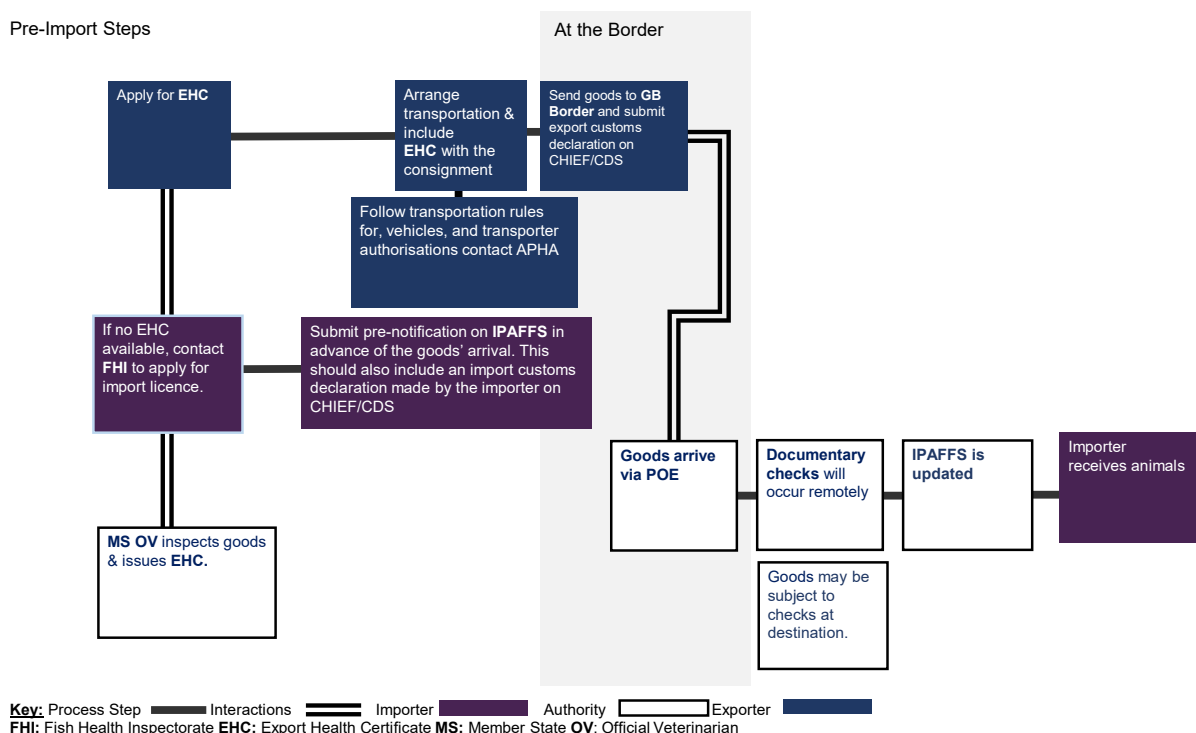 Pre-Import Steps
At the Border
Apply for EHC
Arrange
transportation &
include
EHC with the
consignment
Send goods to GB
Border and submit
export customs
declaration on
CHIEF/CDS
Follow transportation rules
for, vehicles, and transporter
authorisations contact APHA
If no EHC
available, contact
FHI to apply for
import licence.
Submit pre-notification on IPAFFS in
advance of the goods’ arrival. This
should also include an import customs
declaration made by the importer on
CHIEF/CDS
Goods arrive
via POE
Documentary
checks will
occur remotely
IPAFFS is
updated
Importer
receives animals
MS OV inspects goods
& issues EHC.
Goods may be
subject to
checks at
destination.
Key: Process Step Interactions Importer Authority Exporter
FHI: Fish Health Inspectorate EHC: Export Health Certificate MS: Member State OV: Official Veterinarian